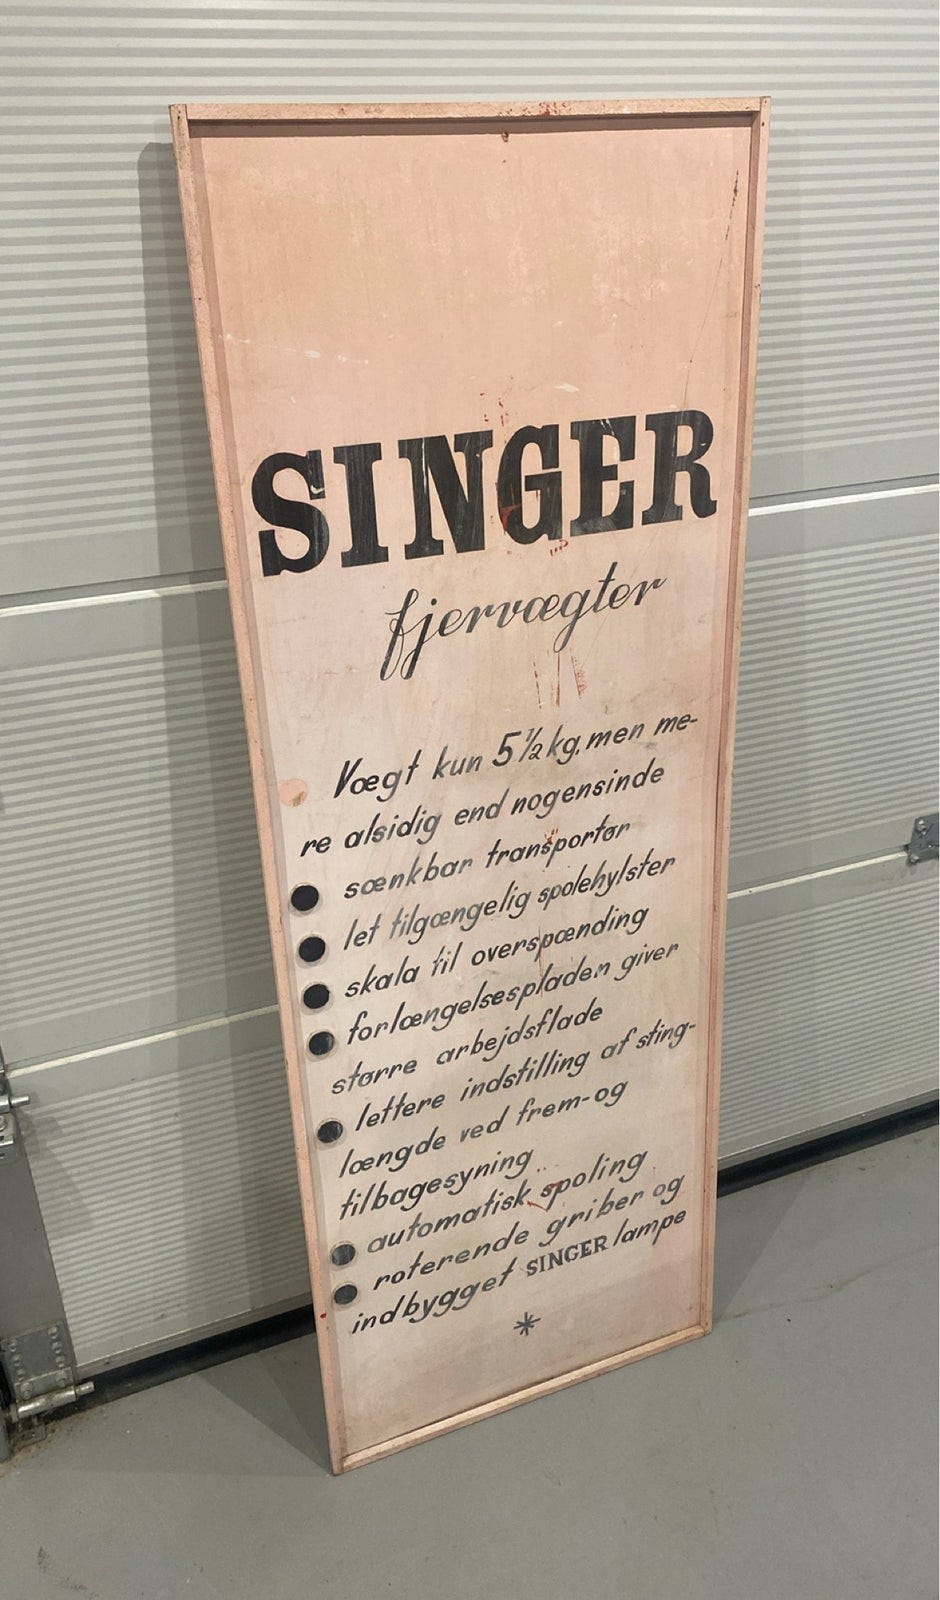 SINGER
fjervægter
Vægt kun 5½ kg, men me-
re alsidig end nogensinde
sænkbar transportør
let tilgængelig spolehylster
skala til overspænding
forlængelsespladen giver
større arbejdsflade
lettere indstilling af sting-
længde ved frem-og
tilbagesyning
automatisk spoling
roterende griber og
indbygget SINGER lampe
*